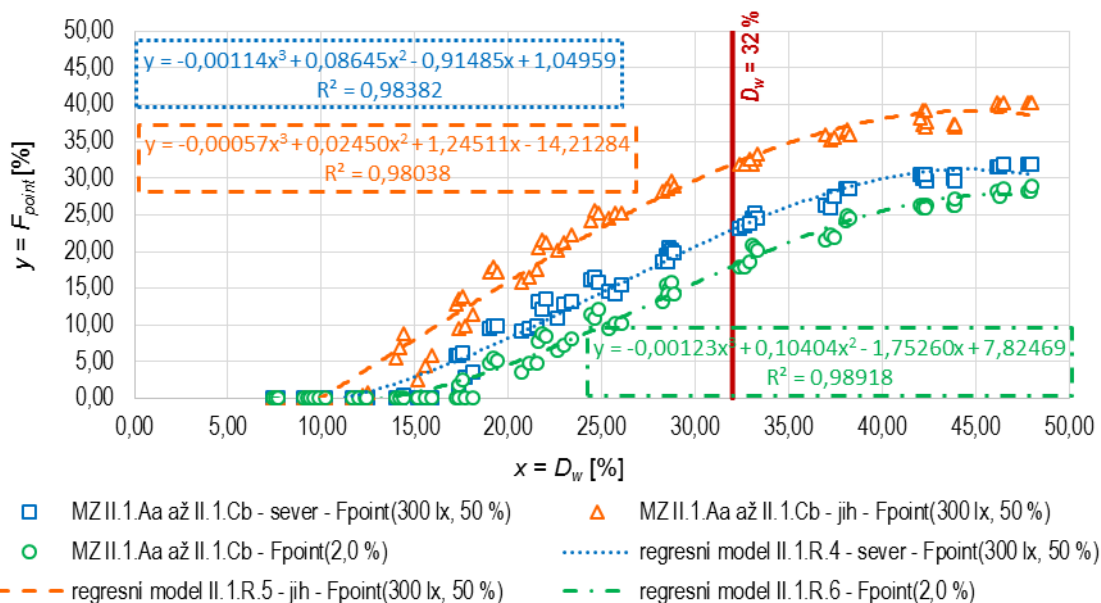 50,00
45,00
40,00
35,00
30,00
25,00
20,00
15,00
10,00
5,00
0,00
y = F_point [%]
y = -0,00114x³ + 0,08645x² - 0,91485x + 1,04959
R² = 0,98382
y = -0,00057x³ + 0,02450x² + 1,24511x - 14,21284
R² = 0,98038
D_w = 32 %
y = -0,00123x³ + 0,10404x² - 1,75260x + 7,82469
R² = 0,98918
0,00 5,00 10,00 15,00 20,00 25,00 30,00 35,00 40,00 45,00 50,00
x = D_w [%]
MZ II.1.Aa až II.1.Cb - sever - Fpoint(300 lx, 50 %) MZ II.1.Aa až II.1.Cb - jih - Fpoint(300 lx, 50 %)
MZ II.1.Aa až II.1.Cb - Fpoint(2,0 %) regresní model II.1.R.4 - sever - Fpoint(300 lx, 50 %)
regresní model II.1.R.5 - jih - Fpoint(300 lx, 50 %) regresní model II.1.R.6 - Fpoint(2,0 %)